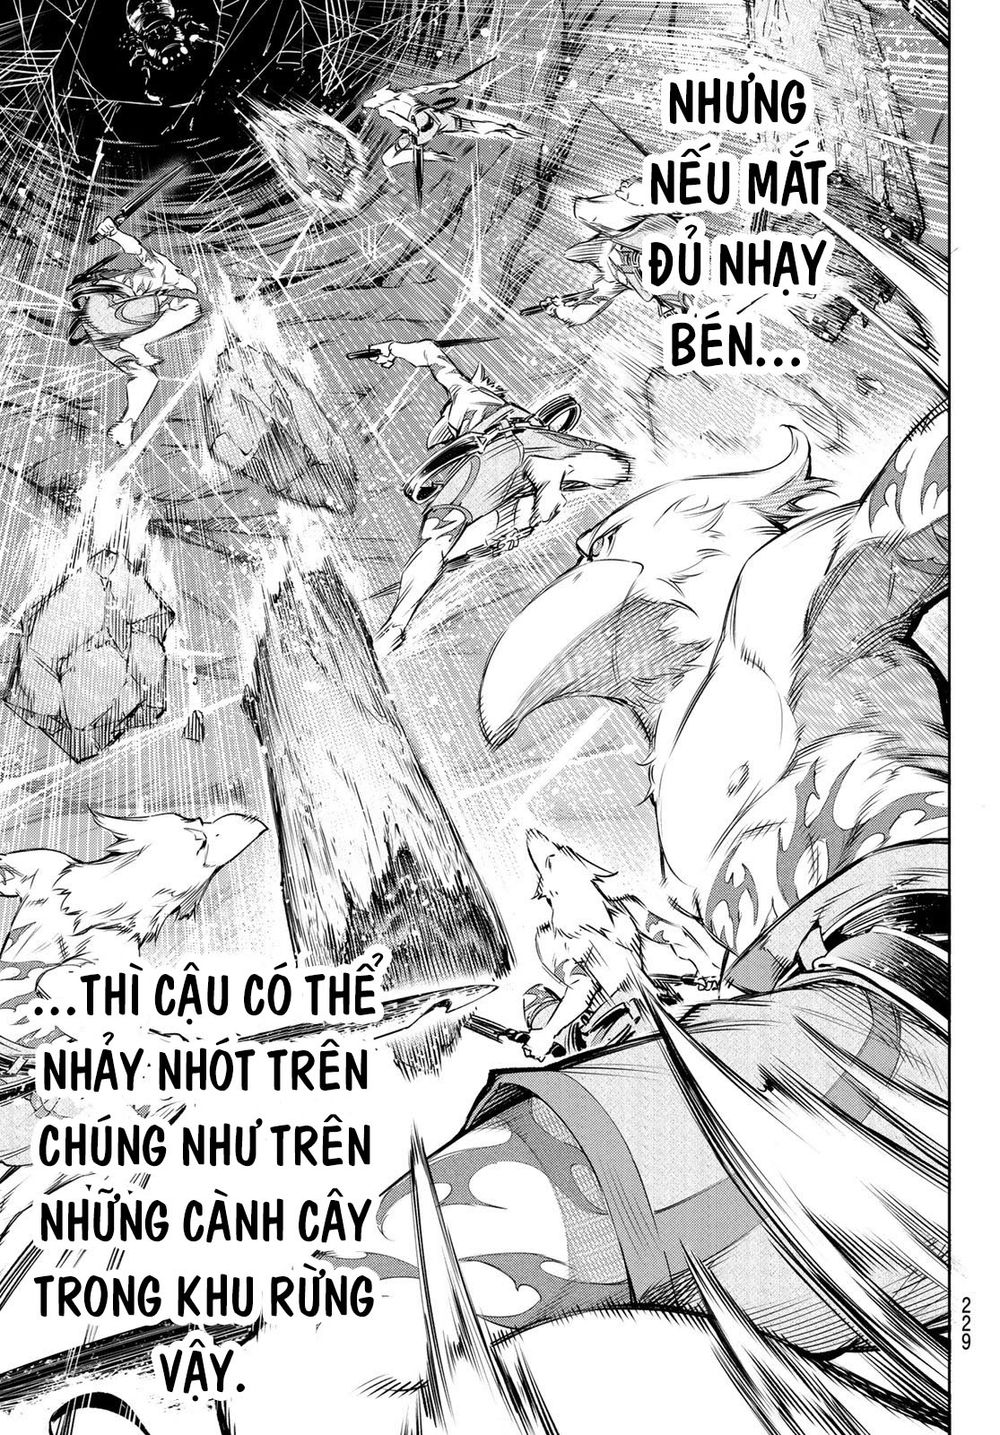 NHƯNG
NẾU MẮT
ĐỦ NHẠY
BÉN...
...THÌ CẬU CÓ THỂ
NHẢY NHÓT TRÊN
CHÚNG NHƯ TRÊN
NHỮNG CÀNH CÂY
TRONG KHU RỪNG
VẬY.
229